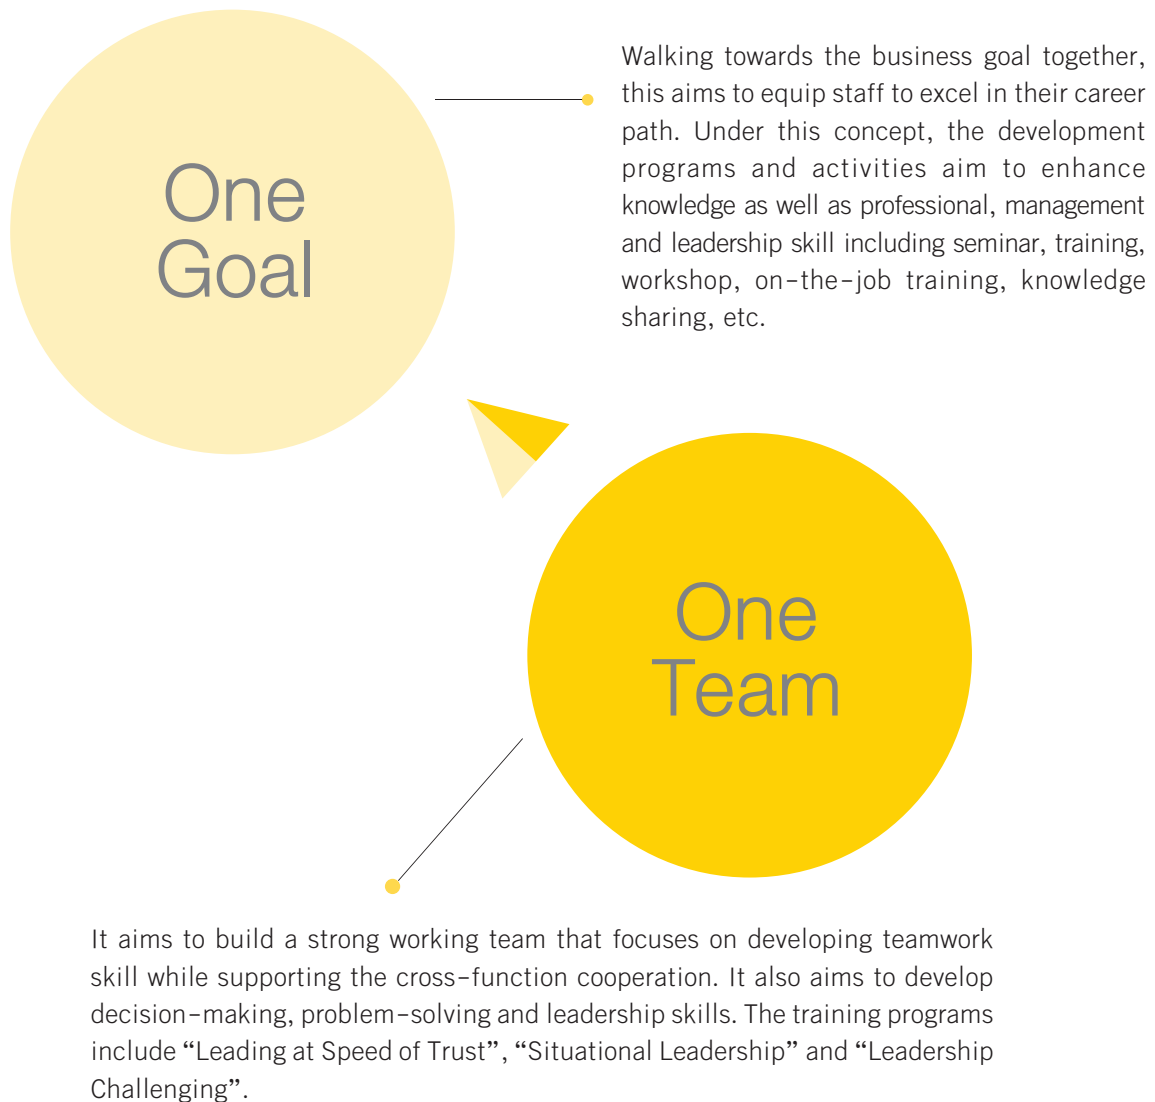 One
Goal
Walking towards the business goal together,
this aims to equip staff to excel in their career
path. Under this concept, the development
programs and activities aim to enhance
knowledge as well as professional, management
and leadership skill including seminar, training,
workshop, on-the-job training, knowledge
sharing, etc.
One
Team
It aims to build a strong working team that focuses on developing teamwork
skill while supporting the cross-function cooperation. It also aims to develop
decision-making, problem-solving and leadership skills. The training programs
include “Leading at Speed of Trust”, “Situational Leadership” and “Leadership
Challenging”.